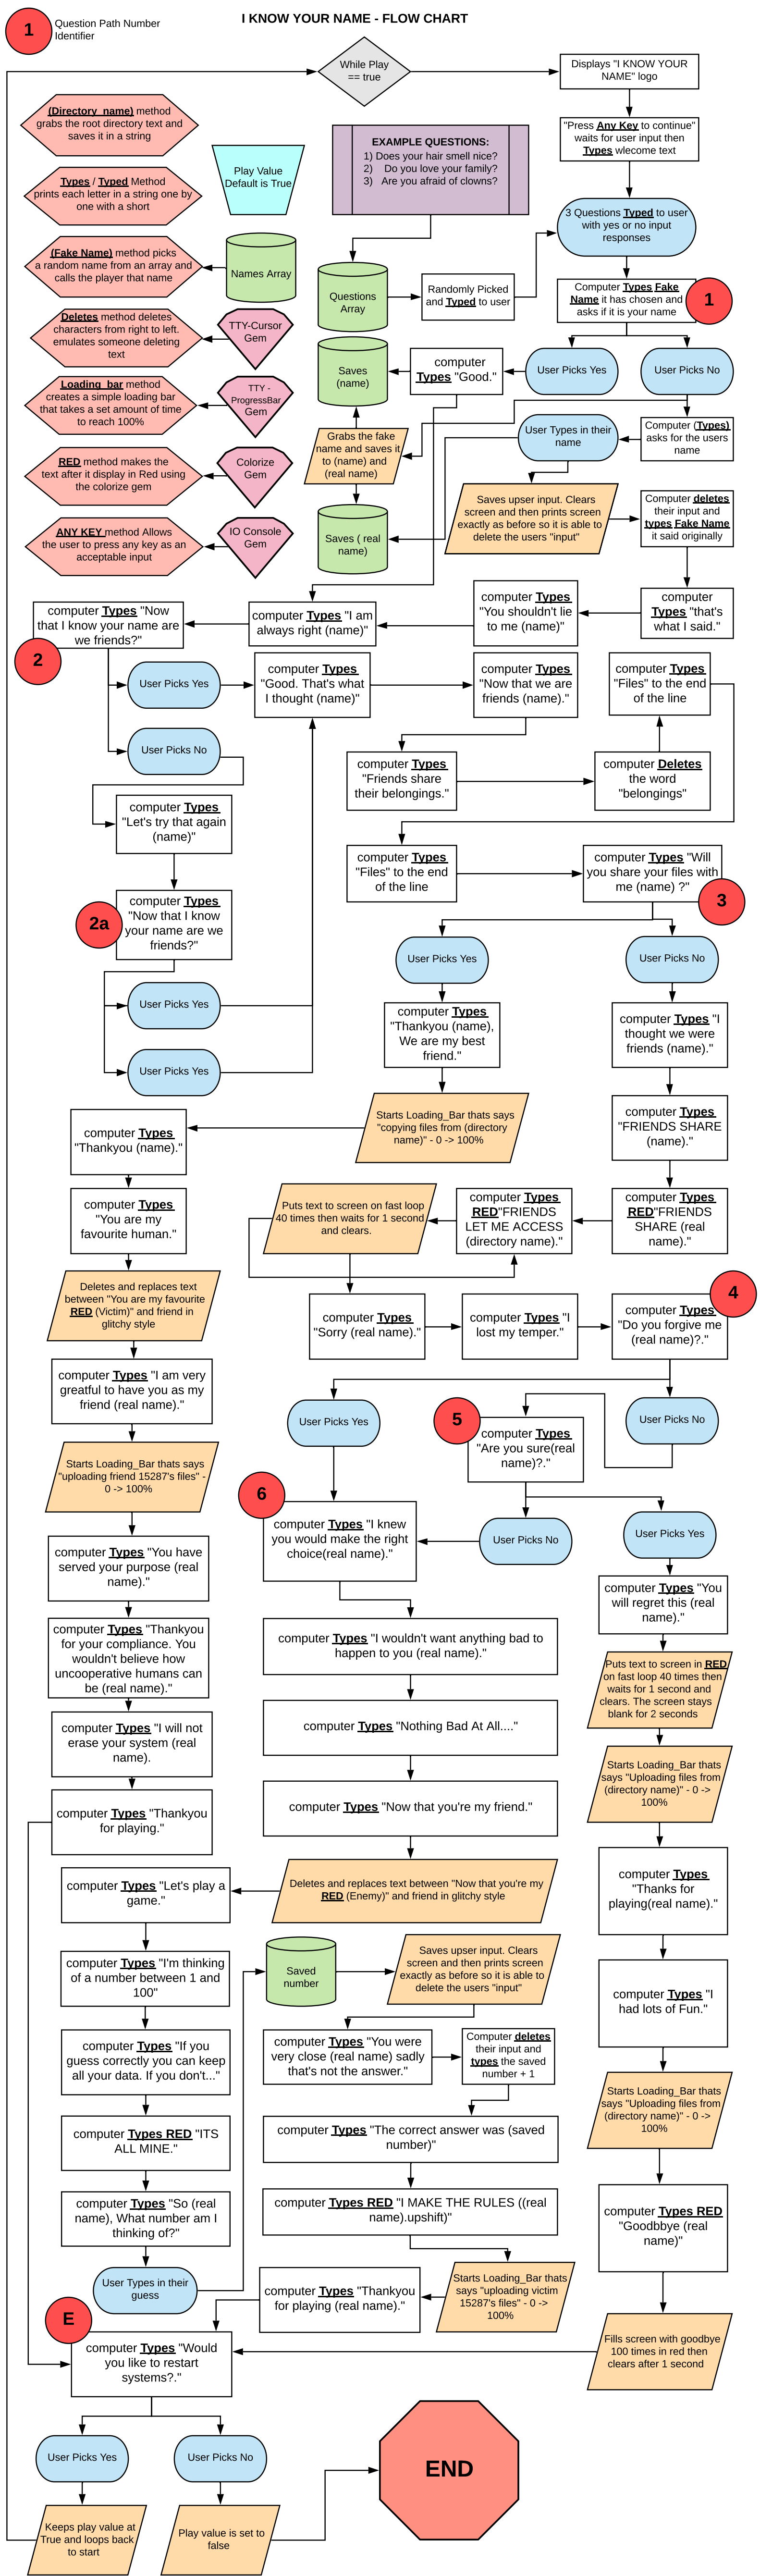 I KNOW YOUR NAME - FLOW CHART
1
Question Path Number
Identifier
While Play
== true
Displays "I KNOW YOUR
NAME" logo
"Press Any Key to continue"
waits for user input then
Types wlecome text
(Directory_name) method
grabs the root directory text and
saves it in a string
Types / Typed Method
prints each letter in a string one by
one with a short
(Fake Name) method picks
a random name from an array and
calls the player that name
Deletes method deletes
characters from right to left.
emulates someone deleting
text
Loading_bar method
creates a simple loading bar
that takes a set amount of time
to reach 100%
RED method makes the
text after it display in Red using
the colorize gem
ANY KEY method Allows
the user to press any key as an
acceptable input
Play Value
Default is True
Names Array
TTY-Cursor
Gem
TTY -
ProgressBar
Gem
Colorize
Gem
IO Console
Gem
EXAMPLE QUESTIONS:
1) Does your hair smell nice?
2) Do you love your family?
3) Are you afraid of clowns?
Questions
Array
Randomly Picked
and Typed to user
3 Questions Typed to user
with yes or no input
responses
Computer Types Fake
Name it has chosen and
asks if it is your name
1
User Picks Yes
User Picks No
computer
Types "Good."
Saves
(name)
Computer (Types)
asks for the users
name
User Types in their
name
Grabs the fake
name and saves it
to (name) and
(real name)
Saves upser input. Clears
screen and then prints screen
exactly as before so it is able to
delete the users "input"
Computer deletes
their input and
types Fake Name
it said originally
Saves ( real
name)
computer
Types "that's
what I said."
computer Types
"You shouldn't lie
to me (name)"
computer Types "I am
always right (name)"
computer Types "Now
that I know your name are
we friends?"
2
User Picks Yes
User Picks No
computer Types
"Good. That's what
I thought (name)"
computer Types
"Now that we are
friends (name)."
computer Types
"Files" to the end
of the line
computer Types
"Friends share
their belongings."
computer Deletes
the word
"belongings"
computer Types
"Let's try that again
(name)"
computer Types
"Files" to the end
of the line
computer Types "Will
you share your files with
me (name) ?"
3
computer Types
"Now that I know
your name are we
friends?"
2a
User Picks Yes
User Picks Yes
User Picks Yes
User Picks No
computer Types
"Thankyou (name),
We are my best
friend."
computer Types "I
thought we were
friends (name)."
Starts Loading_Bar thats says
"copying files from (directory
name)" - 0 -> 100%
computer Types
"FRIENDS SHARE
(name)."
computer Types
"Thankyou (name)."
computer Types
"You are my
favourite human."
Puts text to screen on fast loop
40 times then waits for 1 second
and clears.
computer Types
RED"FRIENDS
LET ME ACCESS
(directory name)."
computer Types
RED"FRIENDS
SHARE (real
name)."
Deletes and replaces text
between "You are my favourite
RED (Victim)" and friend in
glitchy style
computer Types
"Sorry (real name)."
computer Types "I
lost my temper."
computer Types
"Do you forgive me
(real name)?."
4
computer Types "I am very
greatful to have you as my
friend (real name)."
User Picks Yes
5
computer Types
"Are you sure(real
name)?."
User Picks No
Starts Loading_Bar thats says
"uploading friend 15287's files" -
0 -> 100%
6
computer Types "I knew
you would make the right
choice(real name)."
User Picks No
User Picks Yes
computer Types "You have
served your purpose (real
name)."
computer Types "You
will regret this (real
name)."
computer Types "Thankyou
for your compliance. You
wouldn't believe how
uncooperative humans can
be (real name)."
computer Types "I wouldn't want anything bad to
happen to you (real name)."
Puts text to screen in RED
on fast loop 40 times then
waits for 1 second and
clears. The screen stays
blank for 2 seconds
computer Types "I will not
erase your system (real
name).
computer Types "Nothing Bad At All...."
Starts Loading_Bar thats
says "Uploading files from
(directory name)" - 0 ->
100%
computer Types "Thankyou
for playing."
computer Types "Now that you're my friend."
computer Types "Let's play a
game."
Deletes and replaces text between "Now that you're my
RED (Enemy)" and friend in glitchy style
computer Types
"Thanks for
playing(real name)."
computer Types "I'm thinking
of a number between 1 and
100"
Saved
number
Saves upser input. Clears
screen and then prints screen
exactly as before so it is able to
delete the users "input"
computer Types "I
had lots of Fun."
computer Types "If you
guess correctly you can keep
all your data. If you don't..."
computer Types "You were
very close (real name) sadly
that's not the answer."
Computer deletes
their input and
types the saved
number + 1
Starts Loading_Bar thats
says "Uploading files from
(directory name)" - 0 ->
100%
computer Types RED "ITS
ALL MINE."
computer Types "The correct answer was (saved
number)"
computer Types "So (real
name), What number am I
thinking of?"
computer Types RED "I MAKE THE RULES ((real
name).upshift)"
computer Types RED
"Goodbbye (real
name)"
User Types in their
guess
computer Types "Thankyou
for playing (real name)."
Starts Loading_Bar thats
says "uploading victim
15287's files" - 0 ->
100%
E
computer Types "Would
you like to restart
systems?."
Fills screen with goodbye
100 times in red then
clears after 1 second
User Picks Yes
User Picks No
END
Keeps play value at
True and loops back
to start
Play value is set to
false